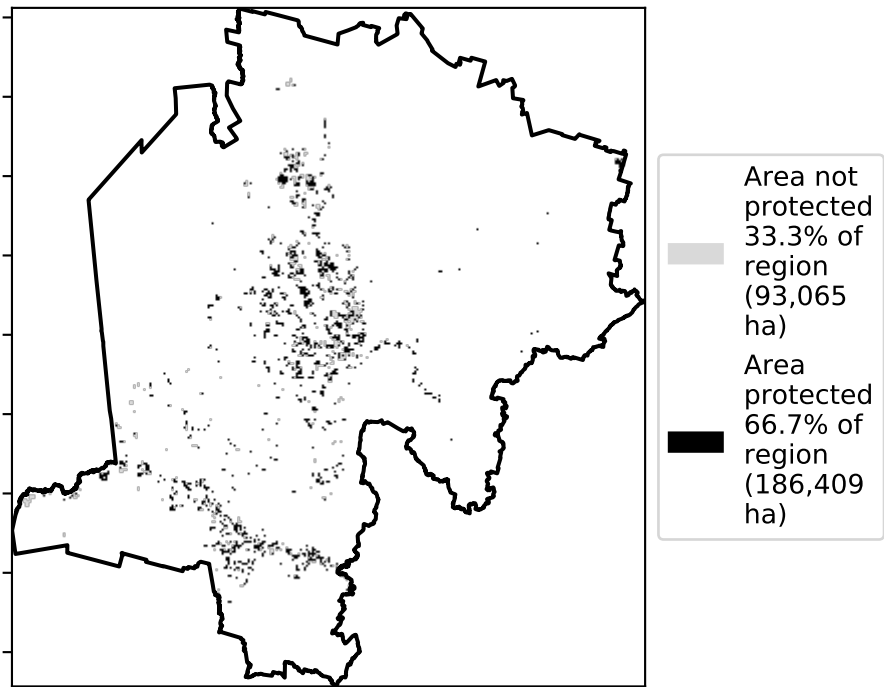 Area not
protected
33.3% of
region
(93,065
ha)
Area
protected
66.7% of
region
(186,409
ha)